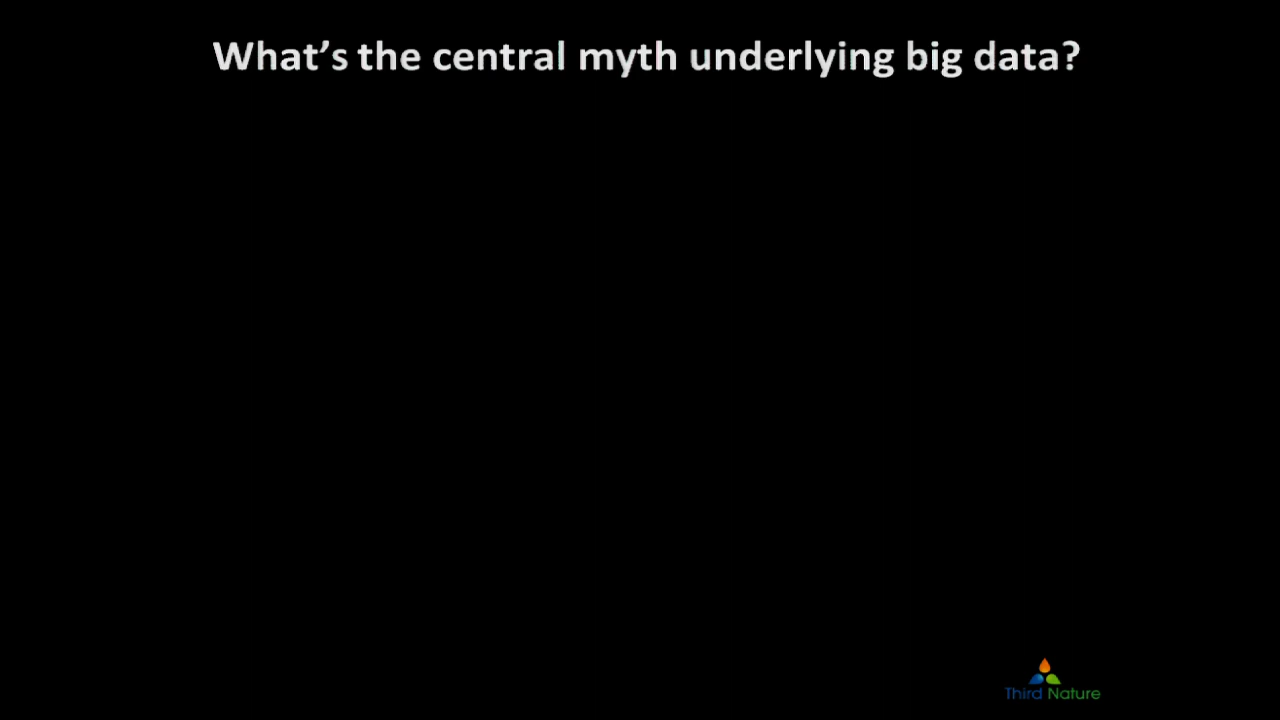 What’s the central myth underlying big data?
Third Nature